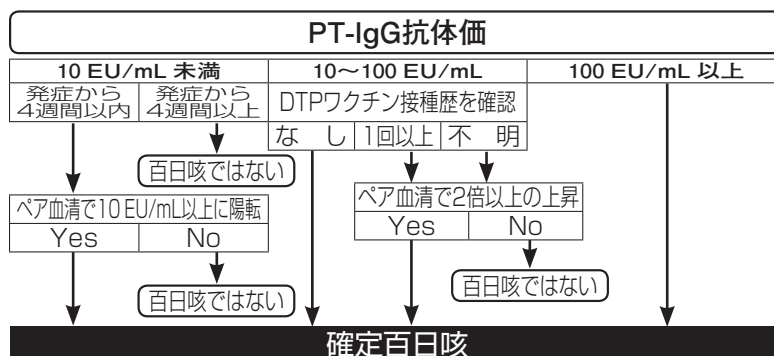 PT-IgG抗体価
10 EU/mL 未満
10〜100 EU/mL
100 EU/mL 以上
発症から
4週間以内
発症から
4週間以上
DTPワクチン接種歴を確認
な し
1回以上
不 明
百日咳ではない
ペア血清で10 EU/mL以上に陽転
Yes
No
ペア血清で2倍以上の上昇
Yes
No
百日咳ではない
百日咳ではない
確定百日咳